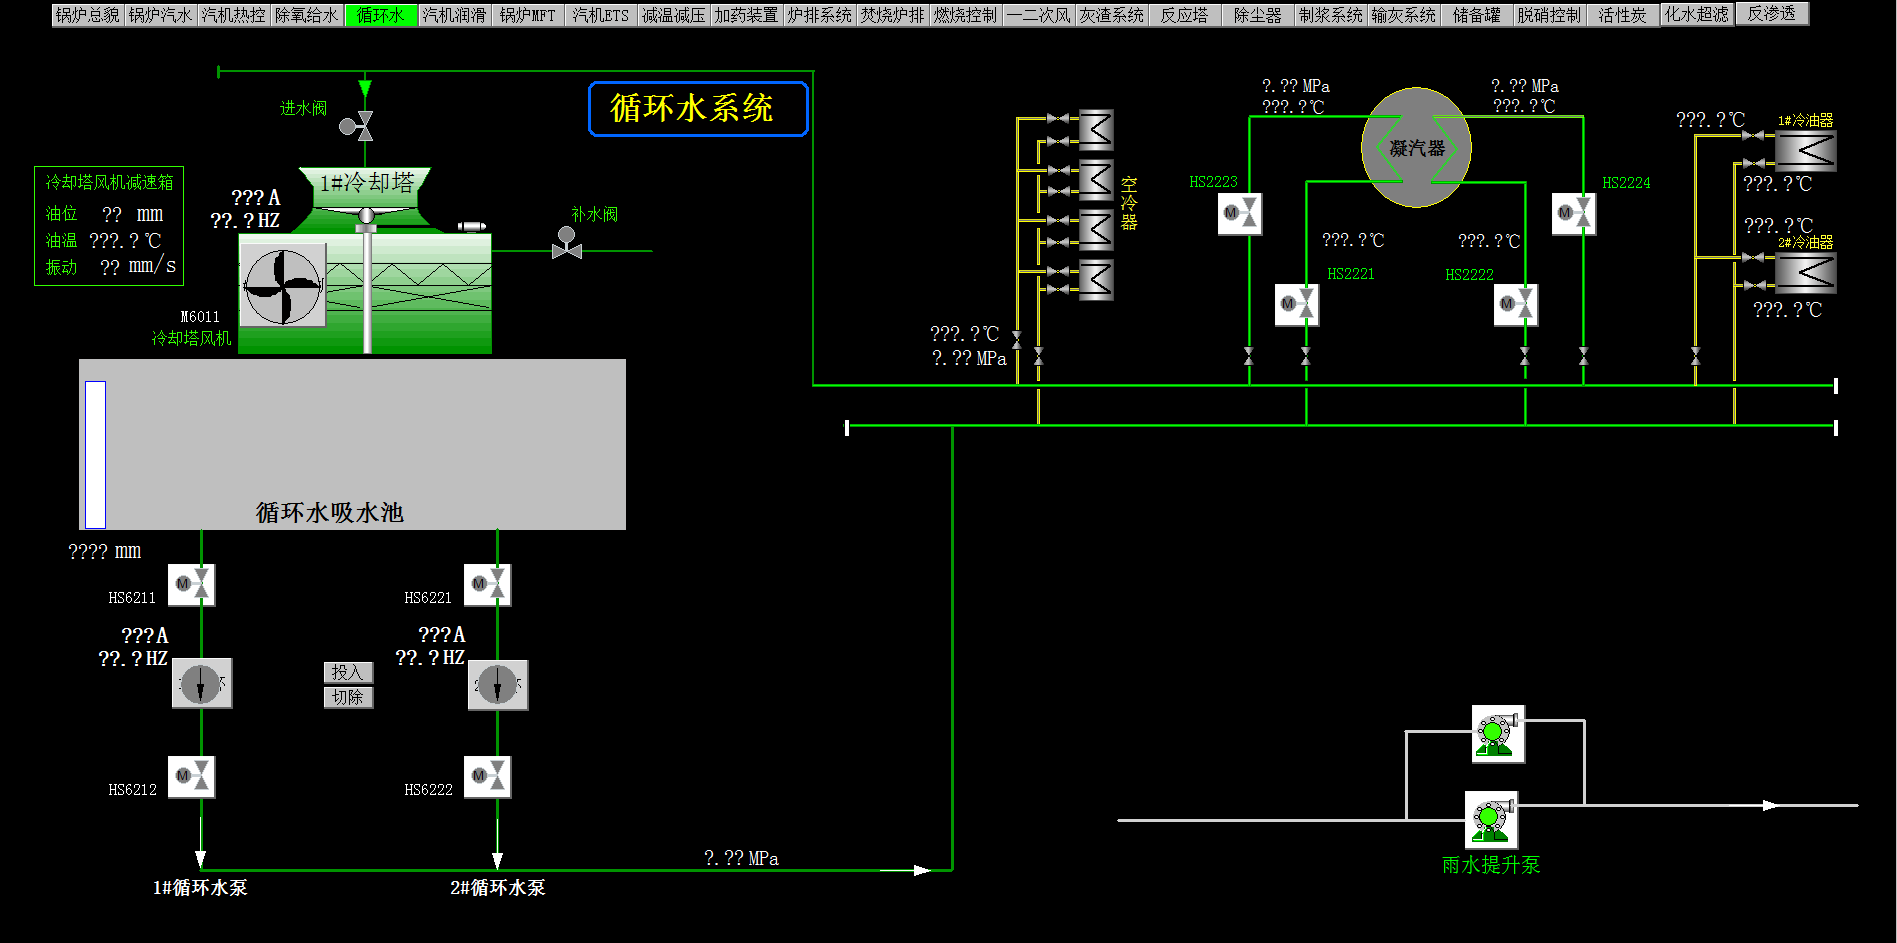 锅炉总貌 锅炉汽水 汽机热控 除氧给水 循环水 汽机润滑 锅炉MFT 汽机ETS 减温减压 加药装置 炉排系统 焚烧炉排 燃烧控制 一二次风 灰渣系统 反应塔 除尘器 制浆系统 输灰系统 储备罐 脱硝控制 活性炭 化水超滤 反渗透
循环水系统
进水阀
1#冷却塔
冷却塔风机减速箱
油位 ?? mm
油温 ???.?℃
振动 ?? mm/s
???A
??.?HZ
补水阀
M6011
冷却塔风机
循环水吸水池
???? mm
HS6211
HS6221
???A
??.?HZ
???A
??.?HZ
投入
切除
HS6212
HS6222
1#循环水泵
2#循环水泵
?.??MPa
空冷器
???.?℃
?.??MPa
?.??MPa
???.?℃
?.??MPa
???.?℃
凝汽器
HS2223
HS2224
???.?℃
???.?℃
HS2221
HS2222
M
M
M
M
M
M
M
M
???.?℃
1#冷油器
???.?℃
???.?℃
2#冷油器
???.?℃
雨水提升泵